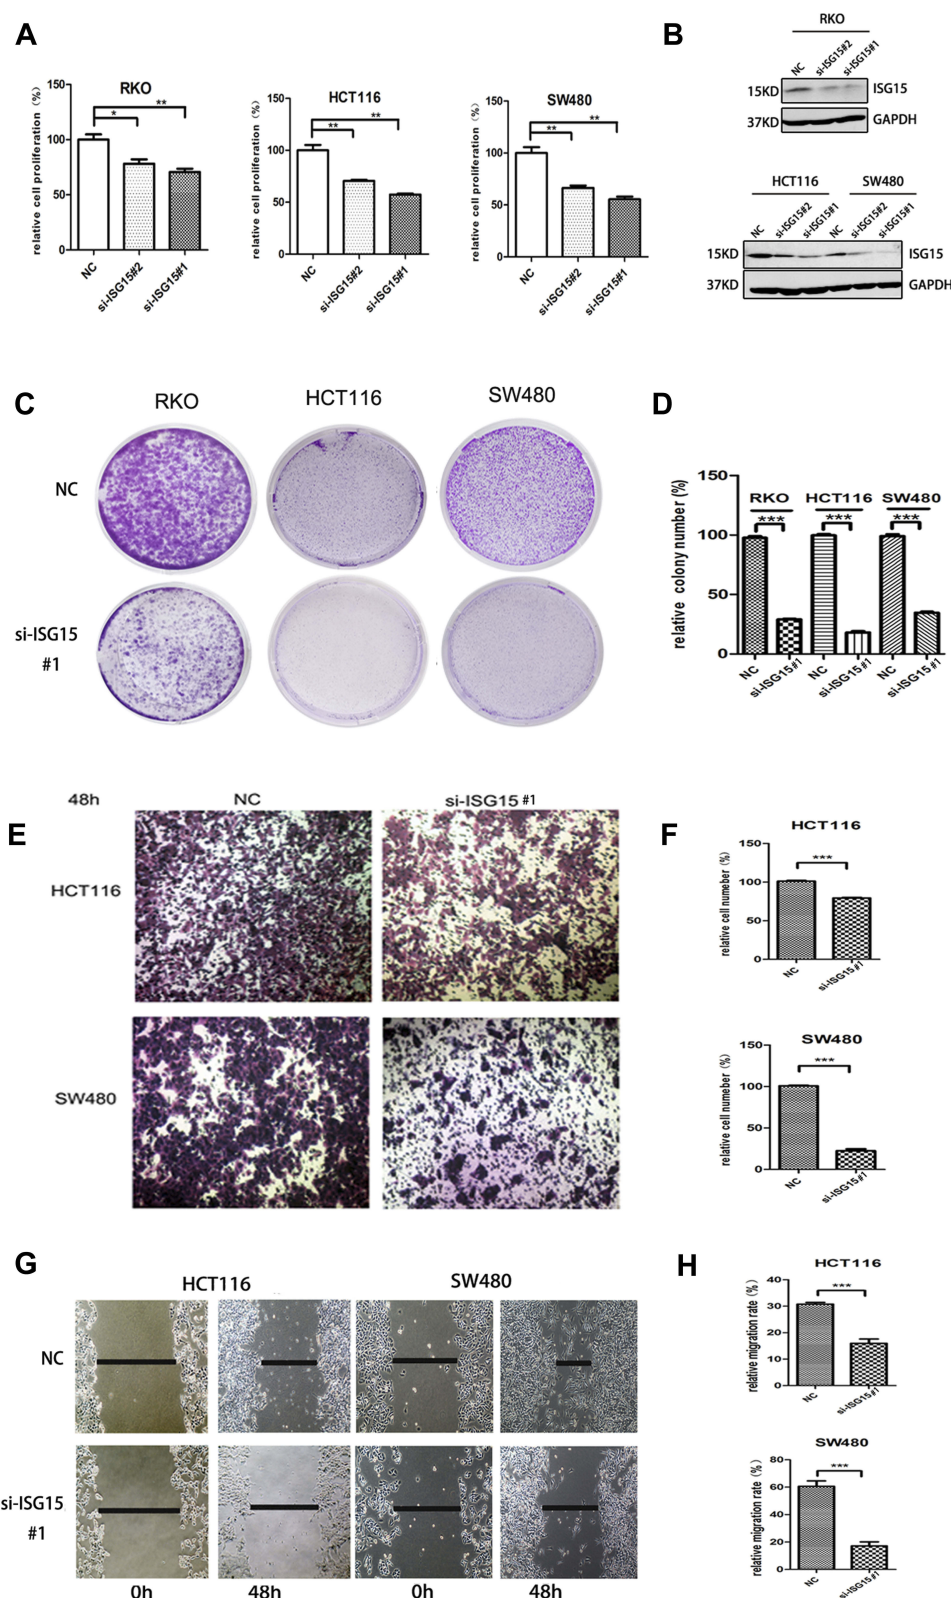 A
RKO
relative cell proliferation (%)
150
100
50
0
*
**
NC
si-ISG15#2
si-ISG15#1
HCT116
relative cell proliferation (%)
150
100
50
0
**
**
NC
si-ISG15#2
si-ISG15#1
SW480
relative cell proliferation (%)
150
100
50
0
**
**
NC
si-ISG15#2
si-ISG15#1
B
RKO
NC
si-ISG15#2
si-ISG15#1
15KD
ISG15
37KD
GAPDH
HCT116
SW480
NC
si-ISG15#2
si-ISG15#1
NC
si-ISG15#2
si-ISG15#1
15KD
ISG15
37KD
GAPDH
C
RKO
HCT116
SW480
NC
si-ISG15
#1
D
relative colony number (%)
150
100
50
0
RKO
HCT116
SW480
***
***
***
NC
si-ISG15#1
NC
si-ISG15#1
NC
si-ISG15#1
E
48h
NC
si-ISG15 #1
HCT116
SW480
F
HCT116
relative cell numeber (%)
150
100
50
0
***
NC
si-ISG15#1
SW480
relative cell numeber (%)
150
100
50
0
***
NC
si-ISG15#1
G
HCT116
SW480
NC
si-ISG15
#1
0h
48h
0h
48h
H
HCT116
relative migration rate (%)
40
30
20
10
0
***
NC
si-ISG15#1
SW480
relative migration rate (%)
80
60
40
20
0
***
NC
si-ISG15#1